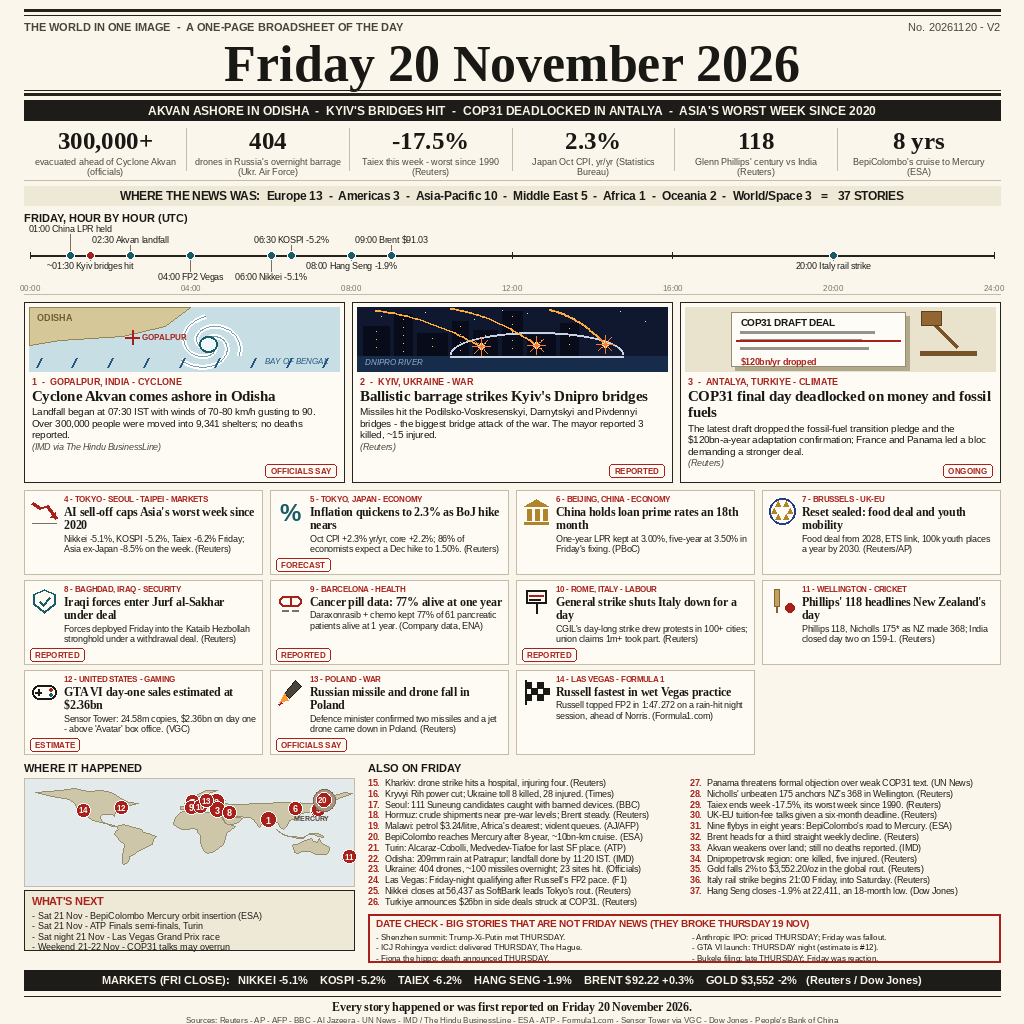 THE WORLD IN ONE IMAGE - A ONE-PAGE BROADSHEET OF THE DAY
No. 20261120 - V2
Friday 20 November 2026
AKVAN ASHORE IN ODISHA - KYIV'S BRIDGES HIT - COP31 DEADLOCKED IN ANTALYA - ASIA'S WORST WEEK SINCE 2020
300,000+
evacuated ahead of Cyclone Akvan
(officials)
404
drones in Russia's overnight barrage
(Ukr. Air Force)
-17.5%
Taiex this week - worst since 1990
(Reuters)
2.3%
Japan Oct CPI, yr/yr (Statistics
Bureau)
118
Glenn Phillips' century vs India
(Reuters)
8 yrs
BepiColombo's cruise to Mercury
(ESA)
WHERE THE NEWS WAS: Europe 13 - Americas 3 - Asia-Pacific 10 - Middle East 5 - Africa 1 - Oceania 2 - World/Space 3 = 37 STORIES
FRIDAY, HOUR BY HOUR (UTC)
01:00 China LPR held
02:30 Akvan landfall
06:30 KOSPI -5.2%
09:00 Brent $91.03
~01:30 Kyiv bridges hit
08:00 Hang Seng -1.9%
20:00 Italy rail strike
04:00 FP2 Vegas
06:00 Nikkei -5.1%
00:00
04:00
08:00
12:00
16:00
20:00
24:00
ODISHA
GOPALPUR
BAY OF BENGAL
1 - GOPALPUR, INDIA - CYCLONE
Cyclone Akvan comes ashore in Odisha
Landfall began at 07:30 IST with winds of 70-80 km/h gusting to 90.
Over 300,000 people were moved into 9,341 shelters; no deaths
reported.
(IMD via The Hindu BusinessLine)
OFFICIALS SAY
DNIPRO RIVER
2 - KYIV, UKRAINE - WAR
Ballistic barrage strikes Kyiv's Dnipro bridges
Missiles hit the Podilsko-Voskresenskyi, Darnytskyi and Pivdennyi
bridges - the biggest bridge attack of the war. The mayor reported 3
killed, ~15 injured.
(Reuters)
REPORTED
COP31 DRAFT DEAL
$120bn/yr dropped
3 - ANTALYA, TURKIYE - CLIMATE
COP31 final day deadlocked on money and fossil
fuels
The latest draft dropped the fossil-fuel transition pledge and the
$120bn-a-year adaptation confirmation; France and Panama led a bloc
demanding a stronger deal.
(Reuters)
ONGOING
4 - TOKYO - SEOUL - TAIPEI - MARKETS
AI sell-off caps Asia's worst week since
2020
Nikkei -5.1%, KOSPI -5.2%, Taiex -6.2% Friday;
Asia ex-Japan -8.5% on the week. (Reuters)
%
5 - TOKYO, JAPAN - ECONOMY
Inflation quickens to 2.3% as BoJ hike
nears
Oct CPI +2.3% yr/yr, core +2.2%; 86% of
economists expect a Dec hike to 1.50%. (Reuters)
FORECAST
6 - BEIJING, CHINA - ECONOMY
China holds loan prime rates an 18th
month
One-year LPR kept at 3.00%, five-year at 3.50% in
Friday's fixing. (PBoC)
7 - BRUSSELS - UK-EU
Reset sealed: food deal and youth
mobility
Food deal from 2028, ETS link, 100k youth places
a year by 2030. (Reuters/AP)
8 - BAGHDAD, IRAQ - SECURITY
Iraqi forces enter Jurf al-Sakhar
under deal
Forces deployed Friday into the Kataib Hezbollah
stronghold under a withdrawal deal. (Reuters)
REPORTED
9 - BARCELONA - HEALTH
Cancer pill data: 77% alive at one year
Daraxonrasib + chemo kept 77% of 61 pancreatic
patients alive at 1 year. (Company data, ENA)
REPORTED
10 - ROME, ITALY - LABOUR
General strike shuts Italy down for a
day
CGIL's day-long strike drew protests in 100+ cities;
union claims 1m+ took part. (Reuters)
REPORTED
11 - WELLINGTON - CRICKET
Phillips' 118 headlines New Zealand's
day
Phillips 118, Nicholls 175* as NZ made 368; India
closed day two on 159-1. (Reuters)
12 - UNITED STATES - GAMING
GTA VI day-one sales estimated at
$2.36bn
Sensor Tower: 24.58m copies, $2.36bn on day one
- above 'Avatar' box office. (VGC)
ESTIMATE
13 - POLAND - WAR
Russian missile and drone fall in
Poland
Defence minister confirmed two missiles and a jet
drone came down in Poland. (Reuters)
OFFICIALS SAY
14 - LAS VEGAS - FORMULA 1
Russell fastest in wet Vegas practice
Russell topped FP2 in 1:47.272 on a rain-hit night
session, ahead of Norris. (Formula1.com)
WHERE IT HAPPENED
14
12
9
13
3
8
1
6
20
MERCURY
11
WHAT'S NEXT
- Sat 21 Nov - BepiColombo Mercury orbit insertion (ESA)
- Sat 21 Nov - ATP Finals semi-finals, Turin
- Sat night 21 Nov - Las Vegas Grand Prix race
- Weekend 21-22 Nov - COP31 talks may overrun
ALSO ON FRIDAY
15. Kharkiv: drone strike hits a hospital, injuring four. (Reuters)
16. Kryvyi Rih power cut; Ukraine toll 8 killed, 28 injured. (Times)
17. Seoul: 111 Suneung candidates caught with banned devices. (BBC)
18. Hormuz: crude shipments near pre-war levels; Brent steady. (Reuters)
19. Malawi: petrol $3.24/litre, Africa's dearest; vident queues. (AJ/AFP)
20. BepiColombo reaches Mercury after 8-year, ~10bn-km cruise. (ESA)
21. Turin: Alcaraz-Cobolli, Medvedev-Tiafoe for last SF place. (ATP)
22. Odisha: 209mm rain at Patrapur; landfall done by 11:20 IST. (IMD)
23. Ukraine: 404 drones, ~100 missiles overnight; 23 sites hit. (Officials)
24. Las Vegas: Friday-night qualifying after Russell's FP2 pace. (F1)
25. Nikkei closes at 56,437 as SoftBank leads Tokyo's rout. (Reuters)
26. Turkiye announces $26bn in side deals struck at COP31. (Reuters)
27. Panama threatens formal objection over weak COP31 text. (UN News)
28. Nicholls' unbeaten 175 anchors NZ's 368 in Wellington. (Reuters)
29. Taiex ends week -17.5%, its worst since 1990. (Reuters)
30. UK-EU tuition-fee talks given a six-month deadline. (Reuters)
31. Nine flybys in eight years: BepiColombo's road to Mercury. (ESA)
32. Brent heads for a third straight weekly decline. (Reuters)
33. Akvan weakens over land; still no deaths reported. (IMD)
34. Dnipropetrovsk region: one killed, five injured. (Reuters)
35. Gold falls 2% to $3,552.20/oz in the global rout. (Reuters)
36. Italy rail strike begins 21:00 Friday, into Saturday. (Reuters)
37. Hang Seng closes -1.9% at 22,411, an 18-month low. (Dow Jones)
DATE CHECK - BIG STORIES THAT ARE NOT FRIDAY NEWS (THEY BROKE THURSDAY 19 NOV)
- Shenzhen summit: Trump-Xi-Putin met THURSDAY.
- ICJ Rohingya verdict: delivered THURSDAY, The Hague.
- Fiona the hippo: death announced THURSDAY.
- Anthropic IPO: priced THURSDAY; Friday was fallout.
- GTA VI launch: THURSDAY night (estimate is #12).
- Bukele filing: late THURSDAY; Friday was reaction.
MARKETS (FRI CLOSE): NIKKEI -5.1% KOSPI -5.2% TAIEX -6.2% HANG SENG -1.9% BRENT $92.22 +0.3% GOLD $3,552 -2% (Reuters / Dow Jones)
Every story happened or was first reported on Friday 20 November 2026.
Sources: Reuters - AP - AFP - BBC - Al Jazeera - UN News - IMD / The Hindu BusinessLine - ESA - ATP - Formula1.com - Sensor Tower via VGC - Dow Jones - People's Bank of China